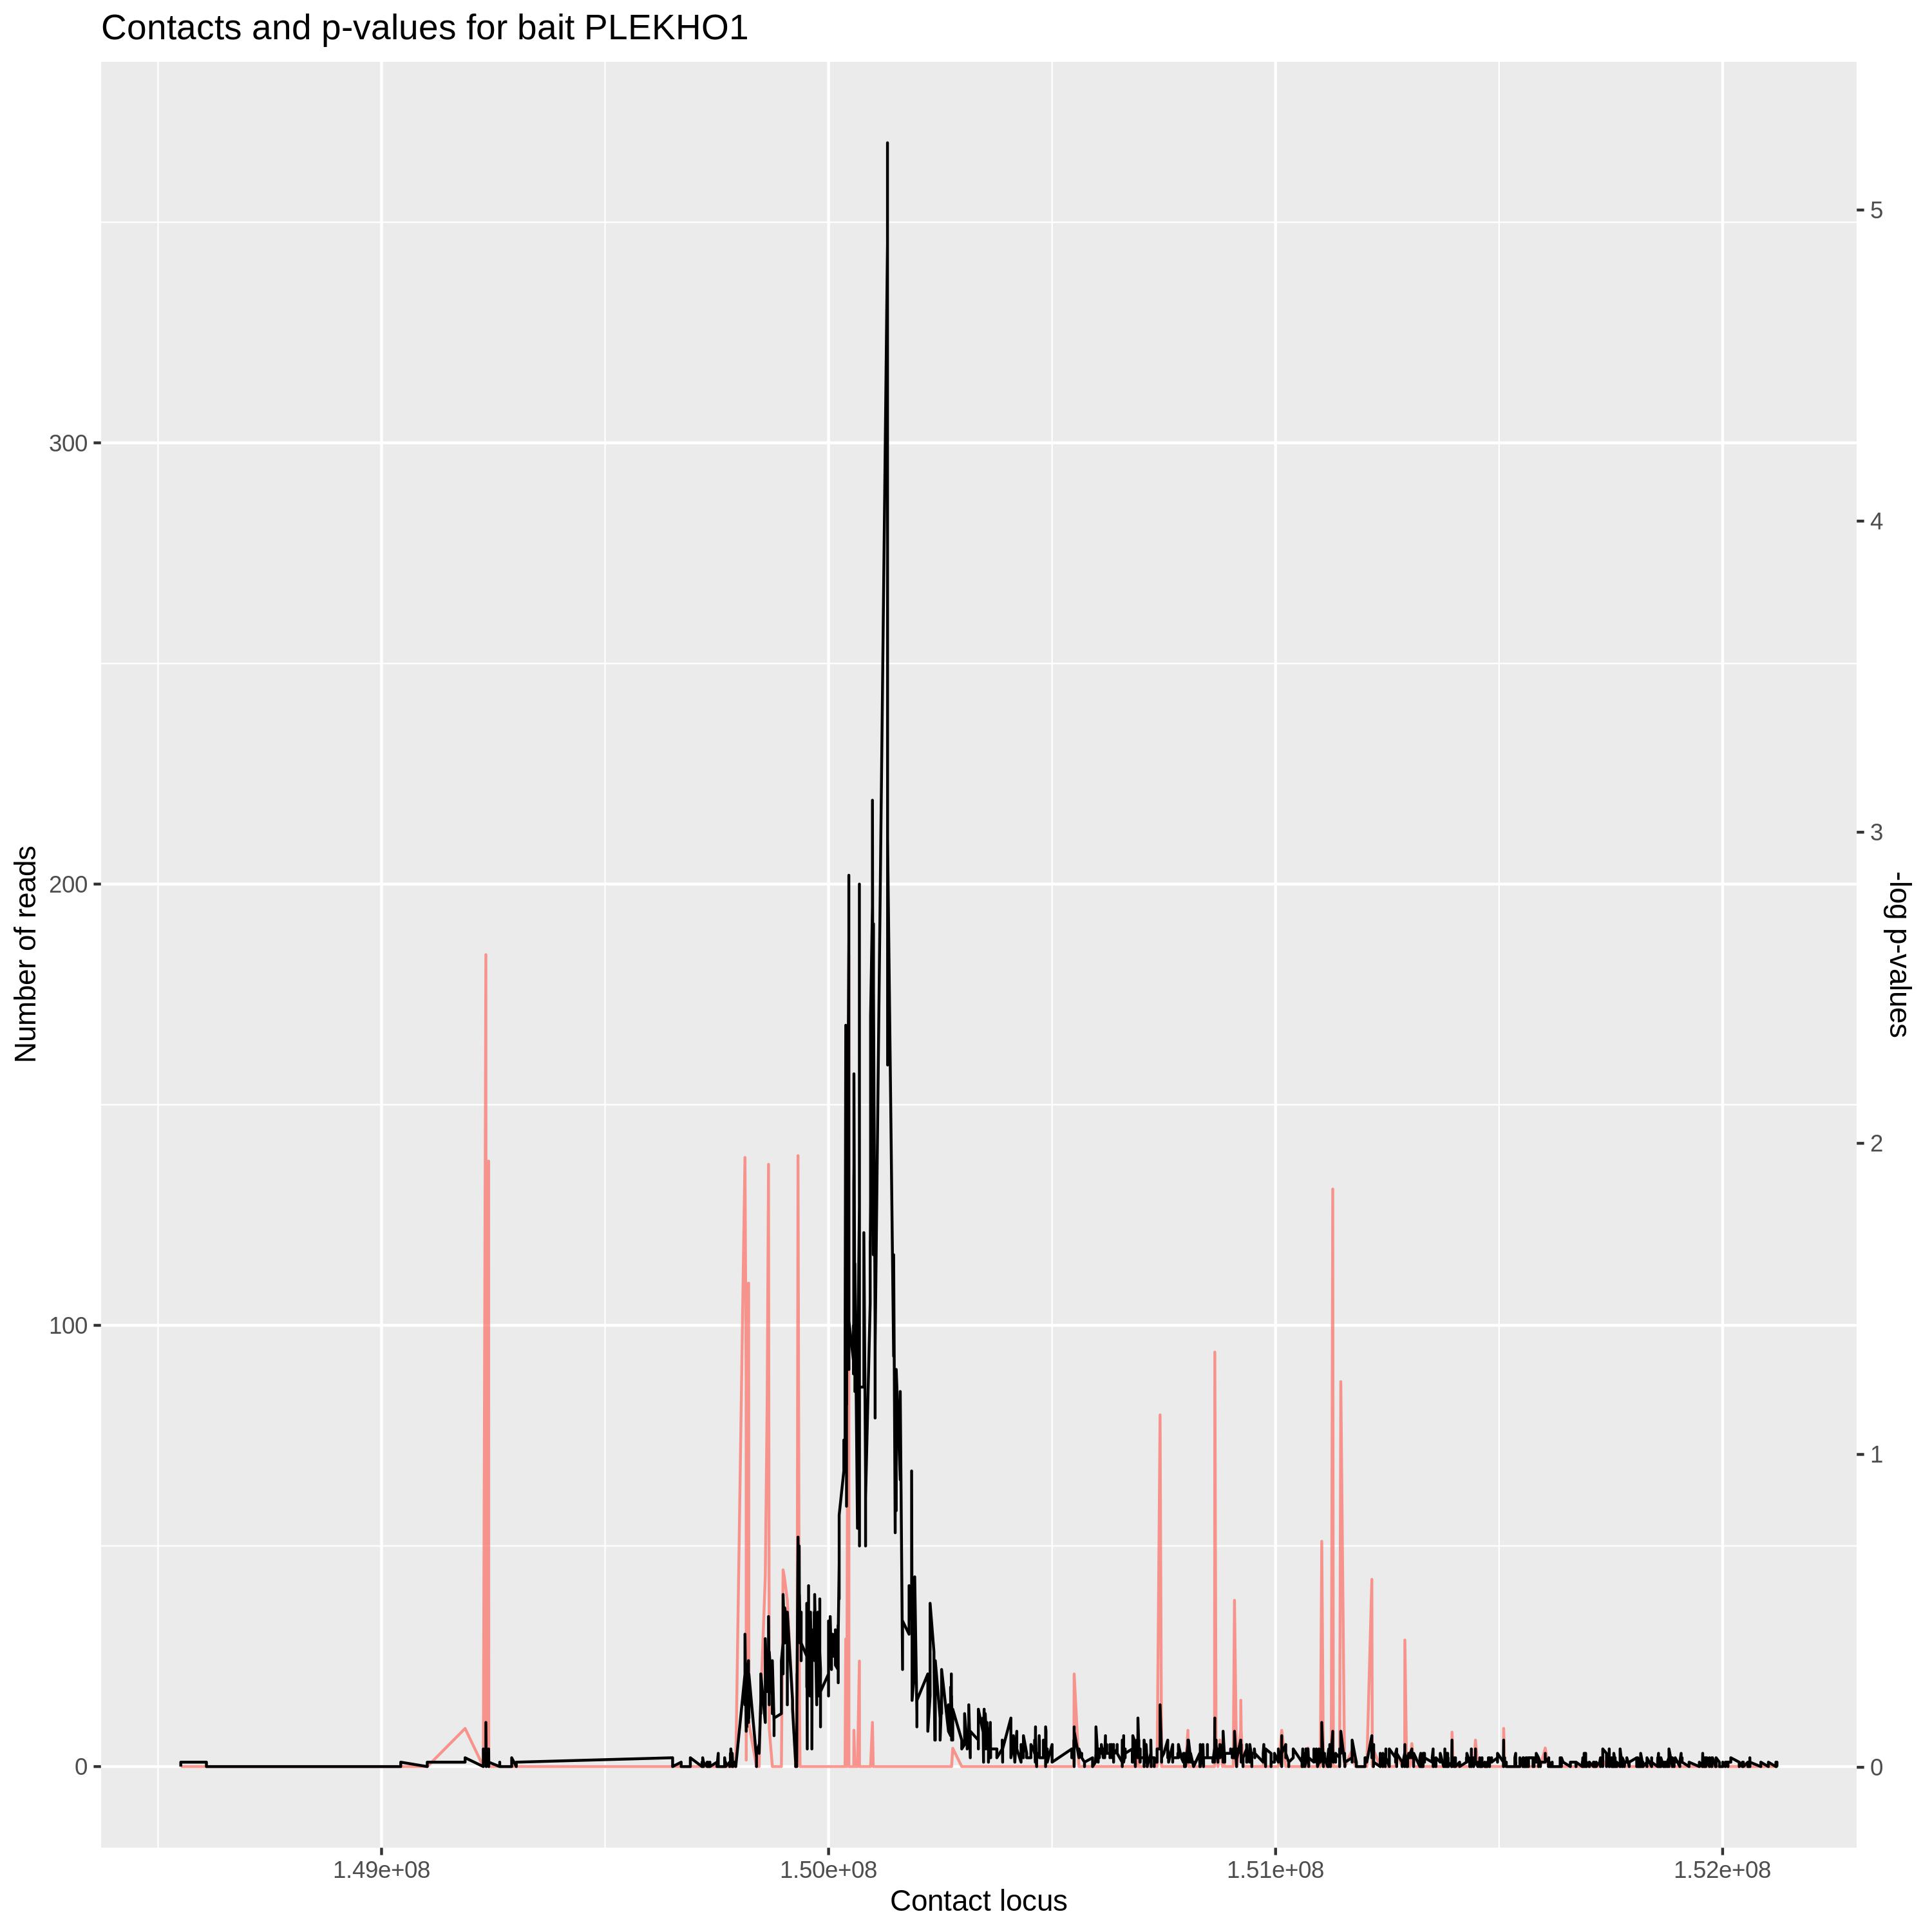 Contacts and p-values for bait PLEKHO1
Number of reads
300
200
100
0
5
4
3
2
1
0
-log p-values
1.49e+08
1.50e+08
1.51e+08
1.52e+08
Contact locus